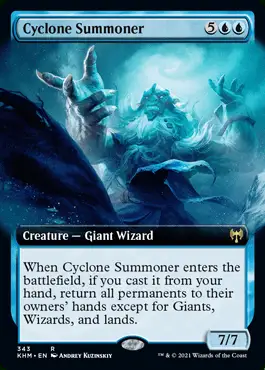 Cyclone Summoner 5
Creature — Giant Wizard
When Cyclone Summoner enters the
battlefield, if you cast it from your
hand, return all permanents to their
owners' hands except for Giants,
Wizards, and lands.
7/7
343 R
KHM • EN Andrey Kuzinskiy
™ & © 2021 Wizards of the Coast